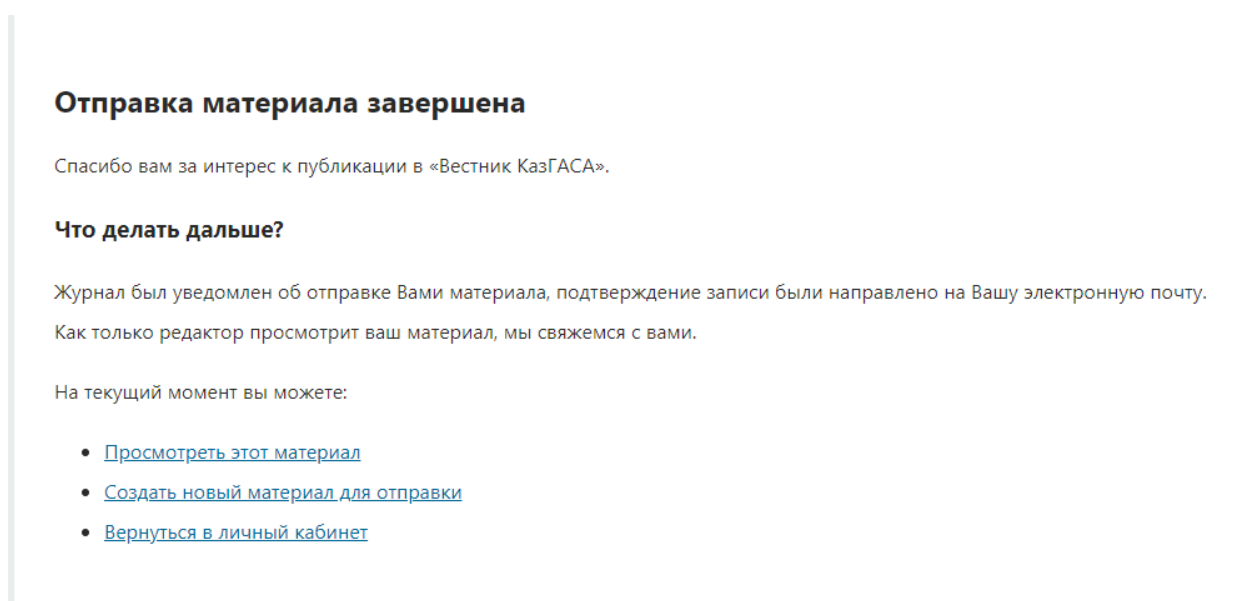 Отправка материала завершена
Спасибо вам за интерес к публикации в «Вестник КазГАСА».
Что делать дальше?
Журнал был уведомлен об отправке Вами материала, подтверждение записи были направлено на Вашу электронную почту.
Как только редактор просмотрит ваш материал, мы свяжемся с вами.
На текущий момент вы можете:
• Просмотреть этот материал
• Создать новый материал для отправки
• Вернуться в личный кабинет